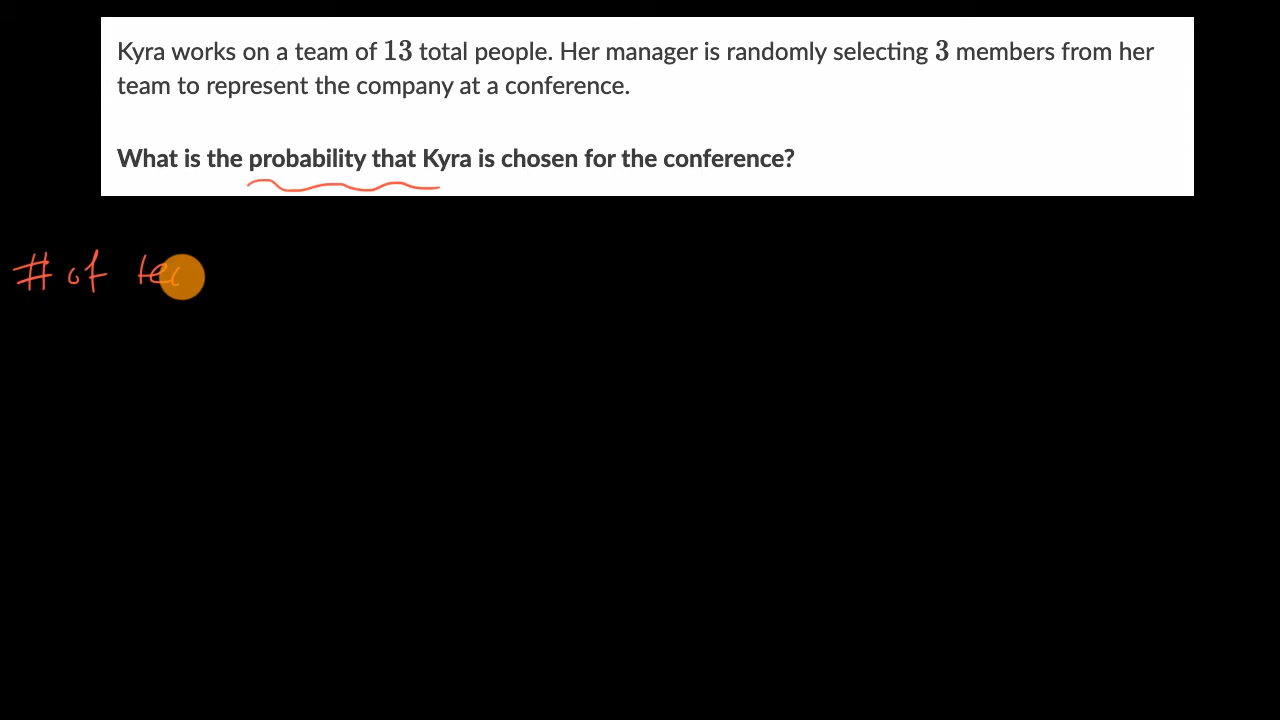 Kyra works on a team of 13 total people. Her manager is randomly selecting 3 members from her
team to represent the company at a conference.
What is the probability that Kyra is chosen for the conference?
# of